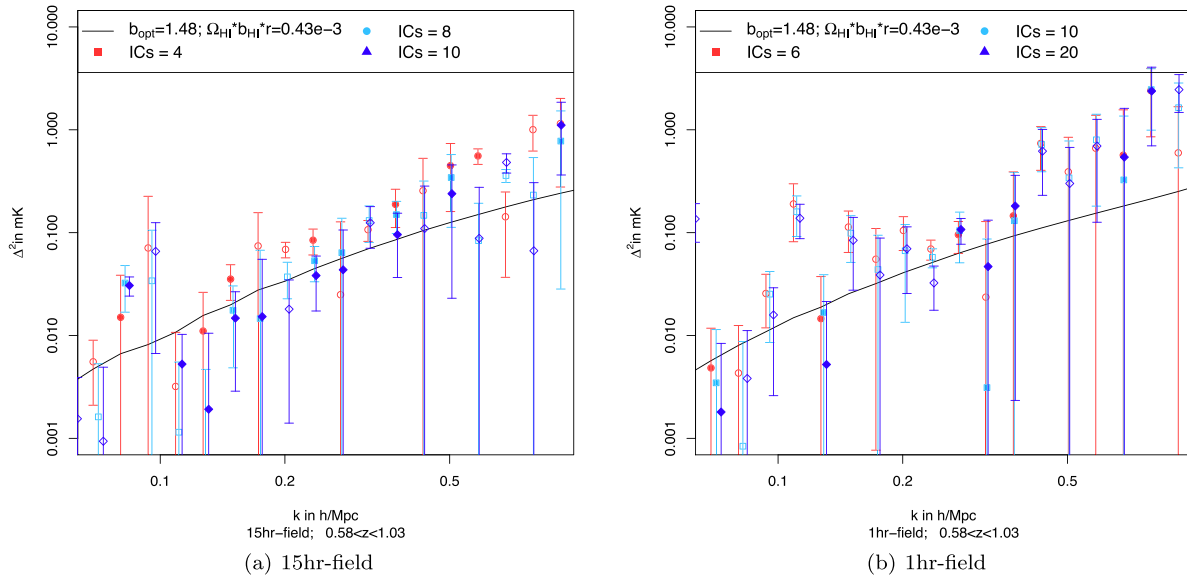 b_opt=1.48; Ω_HI*b_HI*r=0.43e−3
ICs = 4
ICs = 8
ICs = 10
10.000
1.000
0.100
0.010
0.001
Δ²in mK
0.1
0.2
0.5
k in h/Mpc
15hr−field; 0.58<z<1.03
(a) 15hr-field
b_opt=1.48; Ω_HI*b_HI*r=0.43e−3
ICs = 6
ICs = 10
ICs = 20
10.000
1.000
0.100
0.010
0.001
Δ²in mK
0.1
0.2
0.5
k in h/Mpc
1hr−field; 0.58<z<1.03
(b) 1hr-field